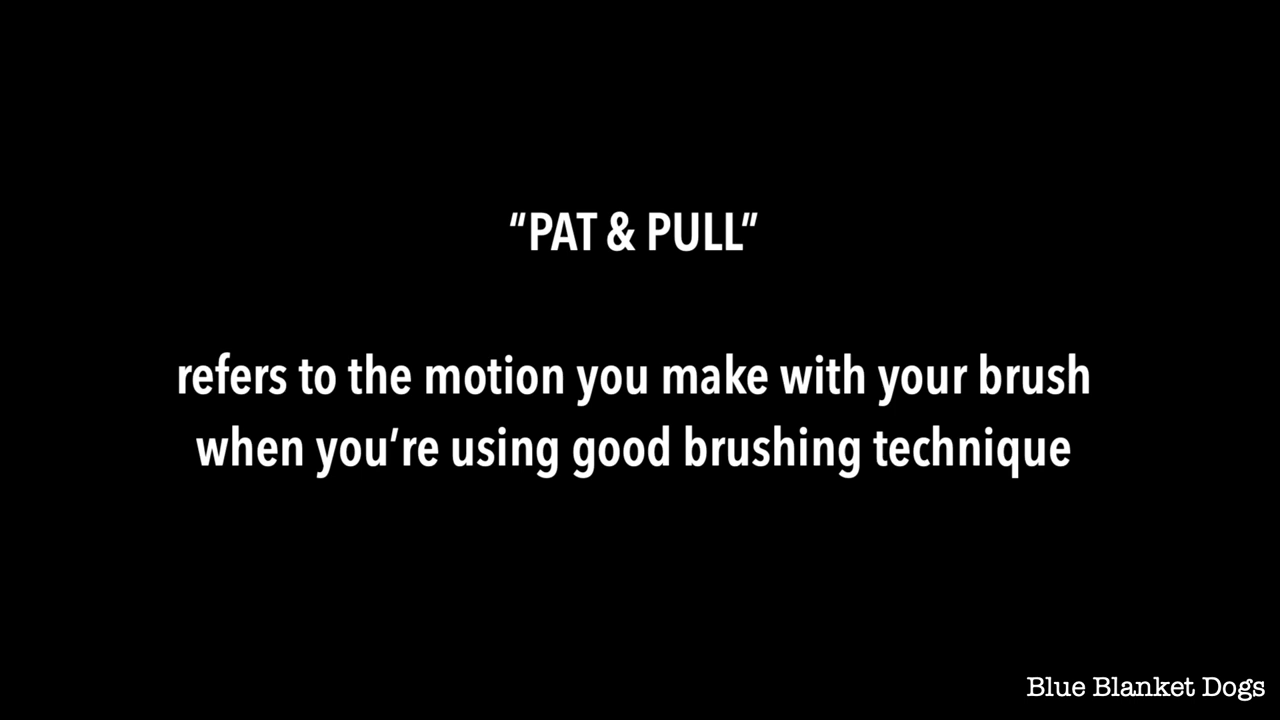 “PAT & PULL”
refers to the motion you make with your brush
when you’re using good brushing technique
Blue Blanket Dogs